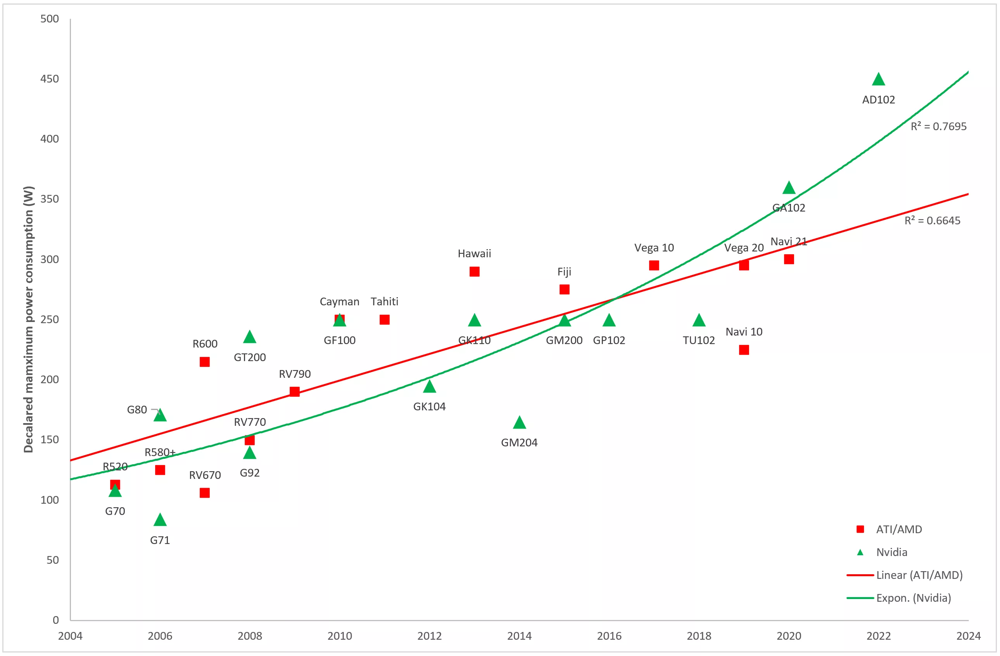 500
450
400
350
300
250
200
150
100
50
0
Decalared mamximum power consumption (W)
AD102
R² = 0.7695
GA102
R² = 0.6645
Navi 21
Vega 10
Vega 20
Hawaii
Fiji
Cayman
Tahiti
Navi 10
GF100
GK110
GM200
GP102
TU102
R600
GT200
RV790
G80
GK104
RV770
GM204
R580+
R520
RV670
G92
G70
G71
ATI/AMD
Nvidia
Linear (ATI/AMD)
Expon. (Nvidia)
2004 2006 2008 2010 2012 2014 2016 2018 2020 2022 2024